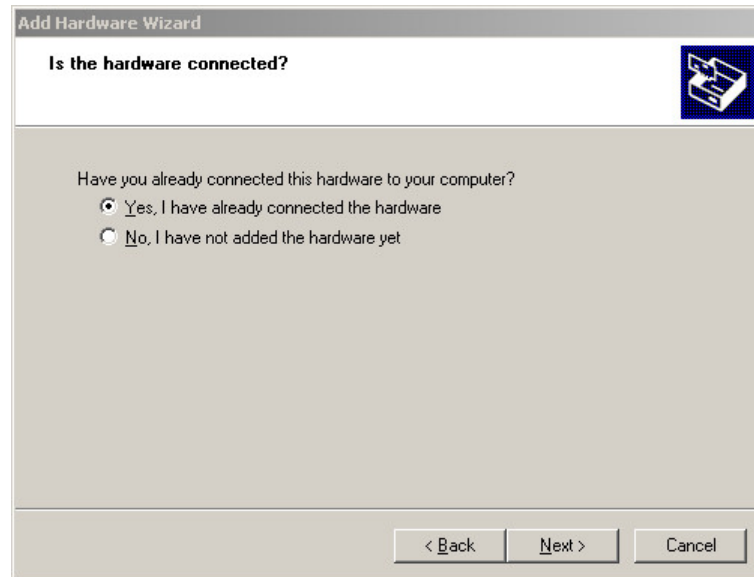 Add Hardware Wizard
Is the hardware connected?
Have you already connected this hardware to your computer?
Yes, I have already connected the hardware
No, I have not added the hardware yet
< Back Next > Cancel